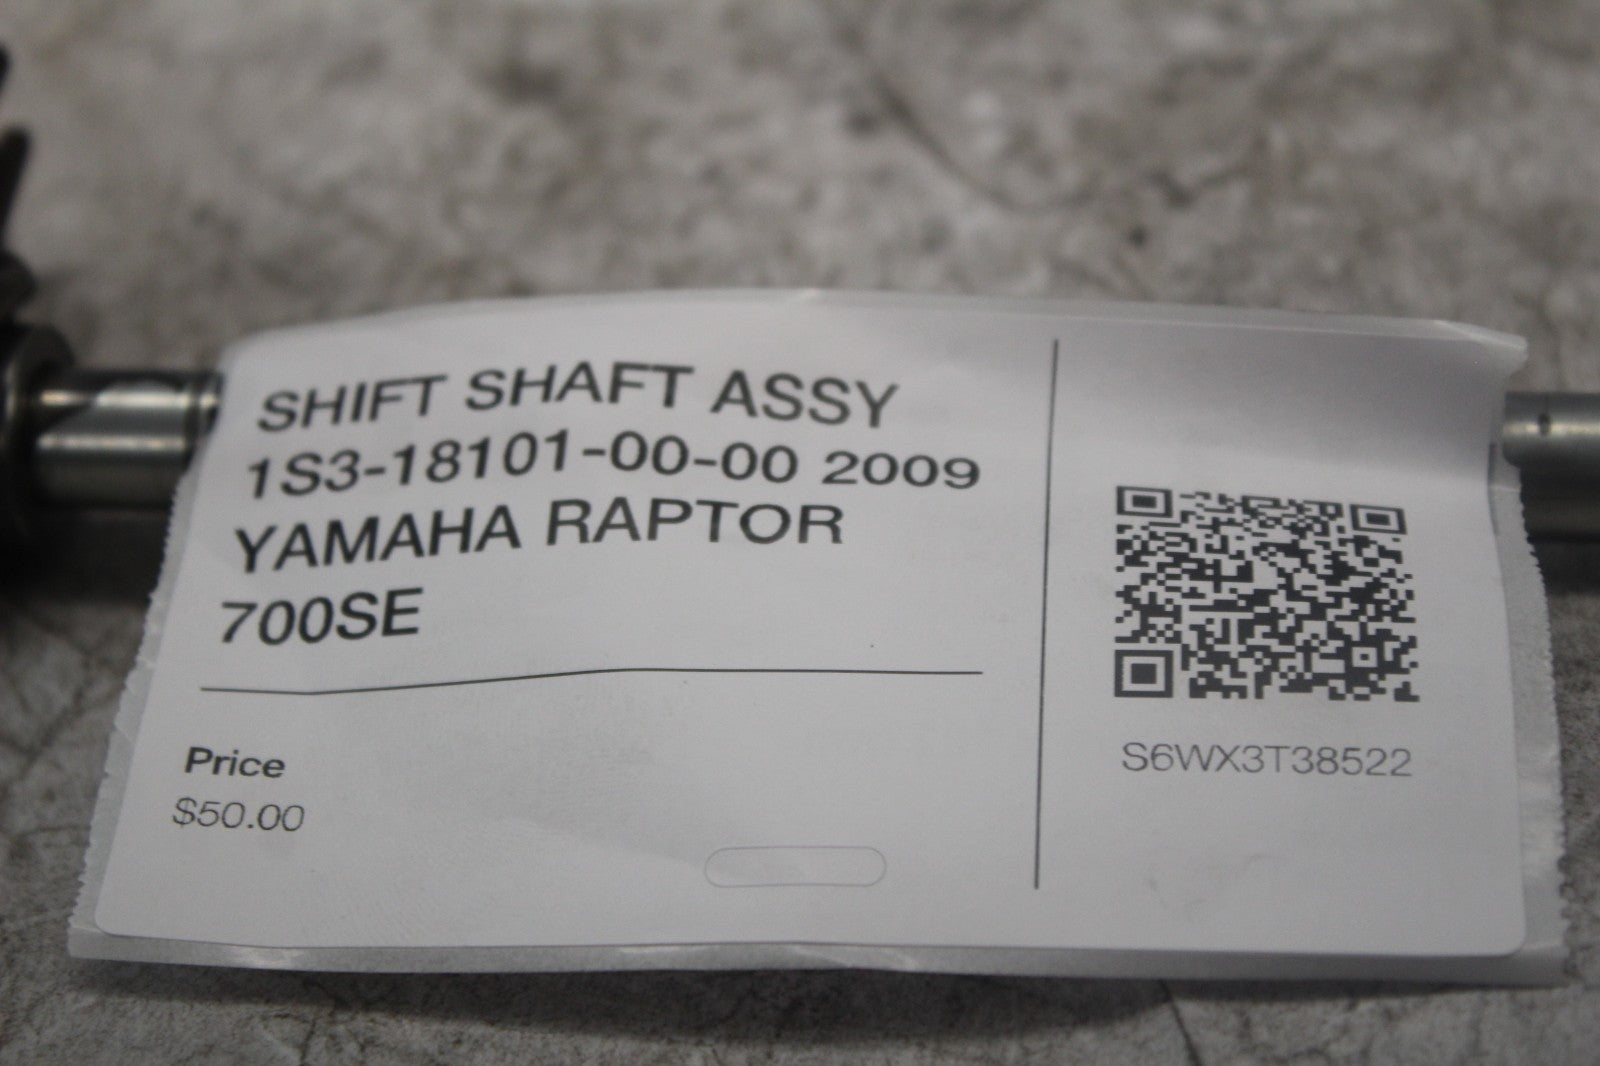 SHIFT SHAFT ASSY
1S3-18101-00-00 2009
YAMAHA RAPTOR
700SE
Price
$50.00
S6WX3T38522